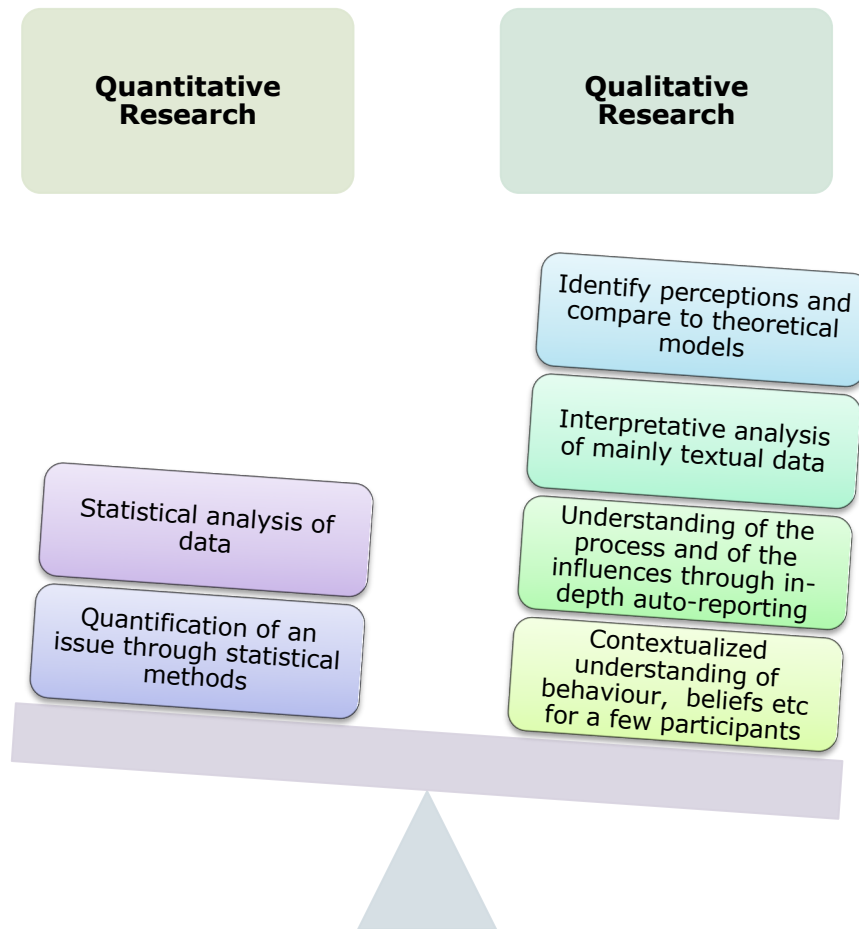 Quantitative
Research
Qualitative
Research
Statistical analysis of
data
Quantification of an
issue through statistical
methods
Identify perceptions and
compare to theoretical
models
Interpretative analysis
of mainly textual data
Understanding of the
process and of the
influences through in-
depth auto-reporting
Contextualized
understanding of
behaviour, beliefs etc
for a few participants